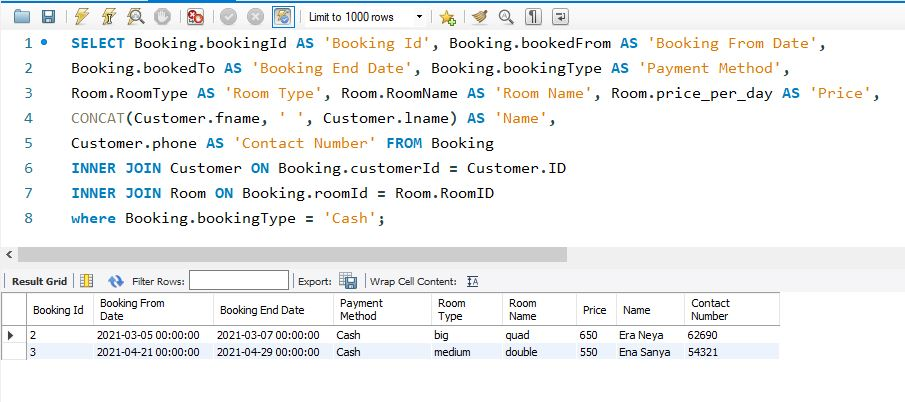 Limit to 1000 rows
1 SELECT Booking.bookingId AS 'Booking Id', Booking.bookedFrom AS 'Booking From Date',
2 Booking.bookedTo AS 'Booking End Date', Booking.bookingType AS 'Payment Method',
3 Room.RoomType AS 'Room Type', Room.RoomName AS 'Room Name', Room.price_per_day AS 'Price',
4 CONCAT(Customer.fname, ' ', Customer.lname) AS 'Name',
5 Customer.phone AS 'Contact Number' FROM Booking
6 INNER JOIN Customer ON Booking.customerId = Customer.ID
7 INNER JOIN Room ON Booking.roomId = Room.RoomID
8 where Booking.bookingType = 'Cash';
Result Grid Filter Rows: Export: Wrap Cell Content: IA
Booking Id Booking From Date Booking End Date Payment Method Room Type Room Name Price Name Contact Number
2 2021-03-05 00:00:00 2021-03-07 00:00:00 Cash big quad 650 Era Neya 62690
3 2021-04-21 00:00:00 2021-04-29 00:00:00 Cash medium double 550 Ena Sanya 54321